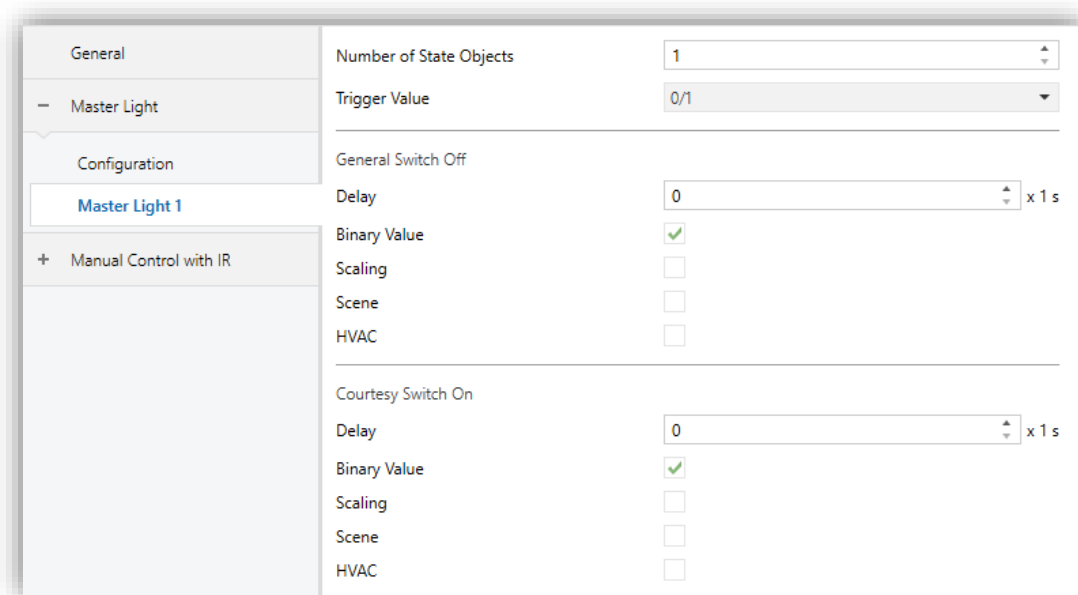 General
Master Light
Configuration
Master Light 1
Manual Control with IR
Number of State Objects 1
Trigger Value 0/1
General Switch Off
Delay 0 x 1 s
Binary Value
Scaling
Scene
HVAC
Courtesy Switch On
Delay 0 x 1 s
Binary Value
Scaling
Scene
HVAC